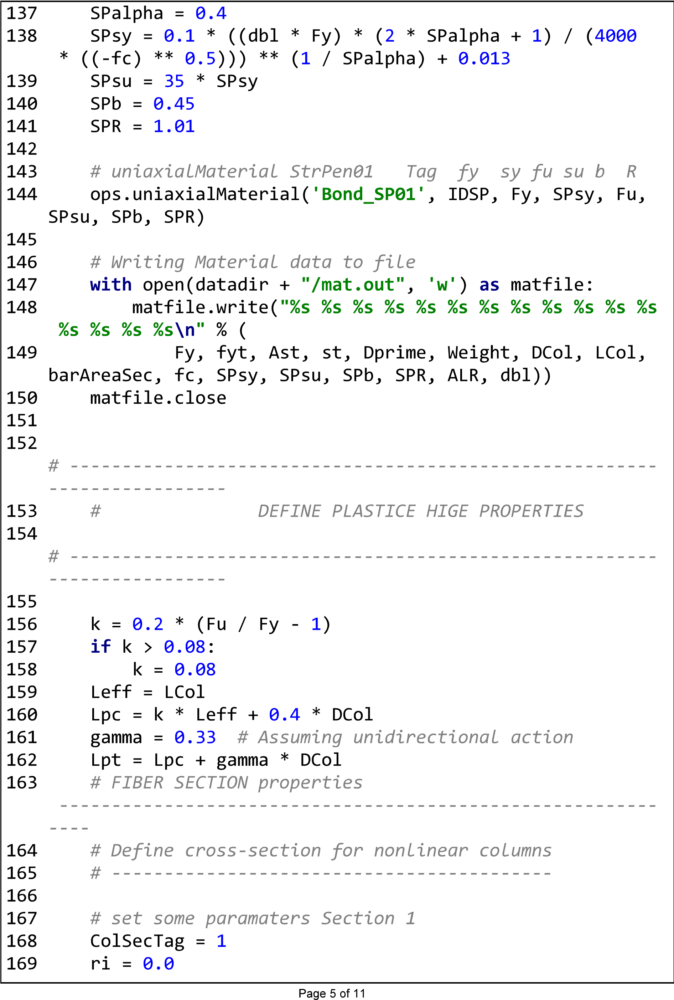 137     SPalpha = 0.4
138     SPsy = 0.1 * ((dbl * Fy) * (2 * SPalpha + 1) / (4000
     * ((-fc) ** 0.5))) ** (1 / SPalpha) + 0.013
139     SPsu = 35 * SPsy
140     SPb = 0.45
141     SPR = 1.01
142
143     # uniaxialMaterial StrPen01   Tag  fy  sy fu su b  R
144     ops.uniaxialMaterial('Bond_SP01', IDSP, Fy, SPsy, Fu,
    SPsu, SPb, SPR)
145
146     # Writing Material data to file
147     with open(datadir + "/mat.out", 'w') as matfile:
148         matfile.write("%s %s %s %s %s %s %s %s %s %s %s %s
     %s %s %s %s\n" % (
149             Fy, fyt, Ast, st, Dprime, Weight, DCol, LCol,
    barAreaSec, fc, SPsy, SPsu, SPb, SPR, ALR, dbl))
150     matfile.close
151
152
    # --------------------------------------------------------
    -----------------
153     #               DEFINE PLASTICE HIGE PROPERTIES
154
    # --------------------------------------------------------
    -----------------
155
156     k = 0.2 * (Fu / Fy - 1)
157     if k > 0.08:
158         k = 0.08
159     Leff = LCol
160     Lpc = k * Leff + 0.4 * DCol
161     gamma = 0.33  # Assuming unidirectional action
162     Lpt = Lpc + gamma * DCol
163     # FIBER SECTION properties
     ---------------------------------------------------------
    ----
164     # Define cross-section for nonlinear columns
165     # ------------------------------------------
166
167     # set some paramaters Section 1
168     ColSecTag = 1
169     ri = 0.0
Page 5 of 11